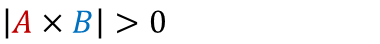 |A × B| > 0